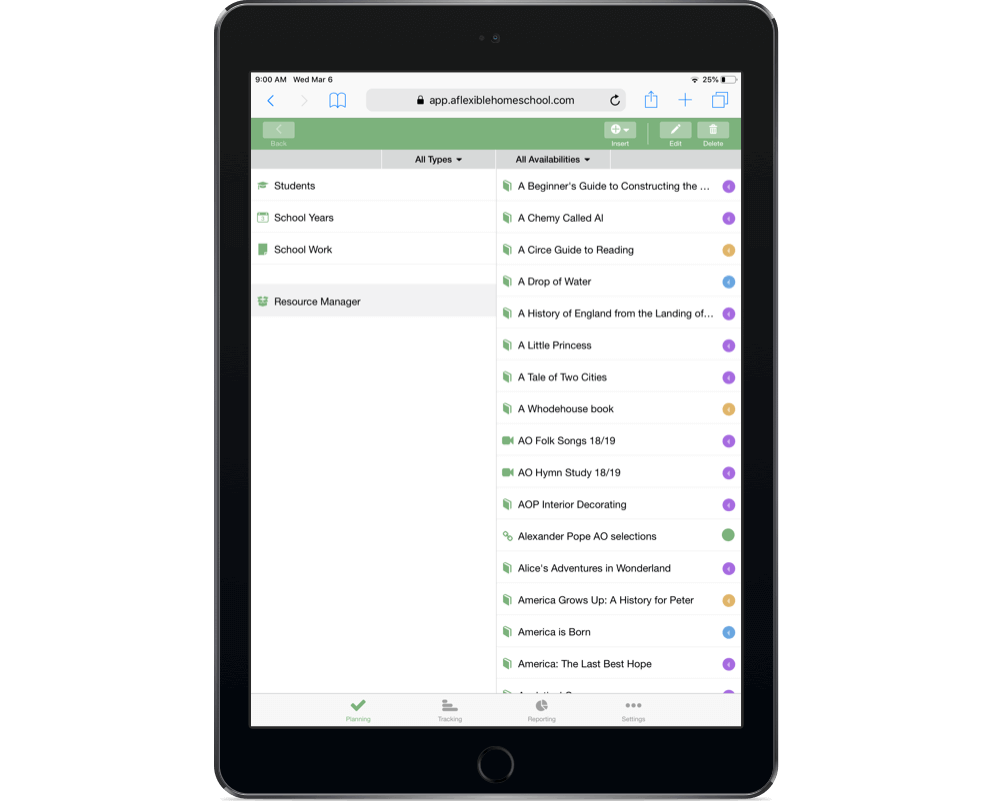 9:00 AM Wed Mar 6
25%
app.aflexiblehomeschool.com
Back
Insert
Edit
Delete
All Types
All Availabilities
Students
School Years
School Work
Resource Manager
A Beginner's Guide to Constructing the ...
A Chemy Called Al
A Circe Guide to Reading
A Drop of Water
A History of England from the Landing of...
A Little Princess
A Tale of Two Cities
A Whodehouse book
AO Folk Songs 18/19
AO Hymn Study 18/19
AOP Interior Decorating
Alexander Pope AO selections
Alice's Adventures in Wonderland
America Grows Up: A History for Peter
America is Born
America: The Last Best Hope
Planning
Tracking
Reporting
Settings